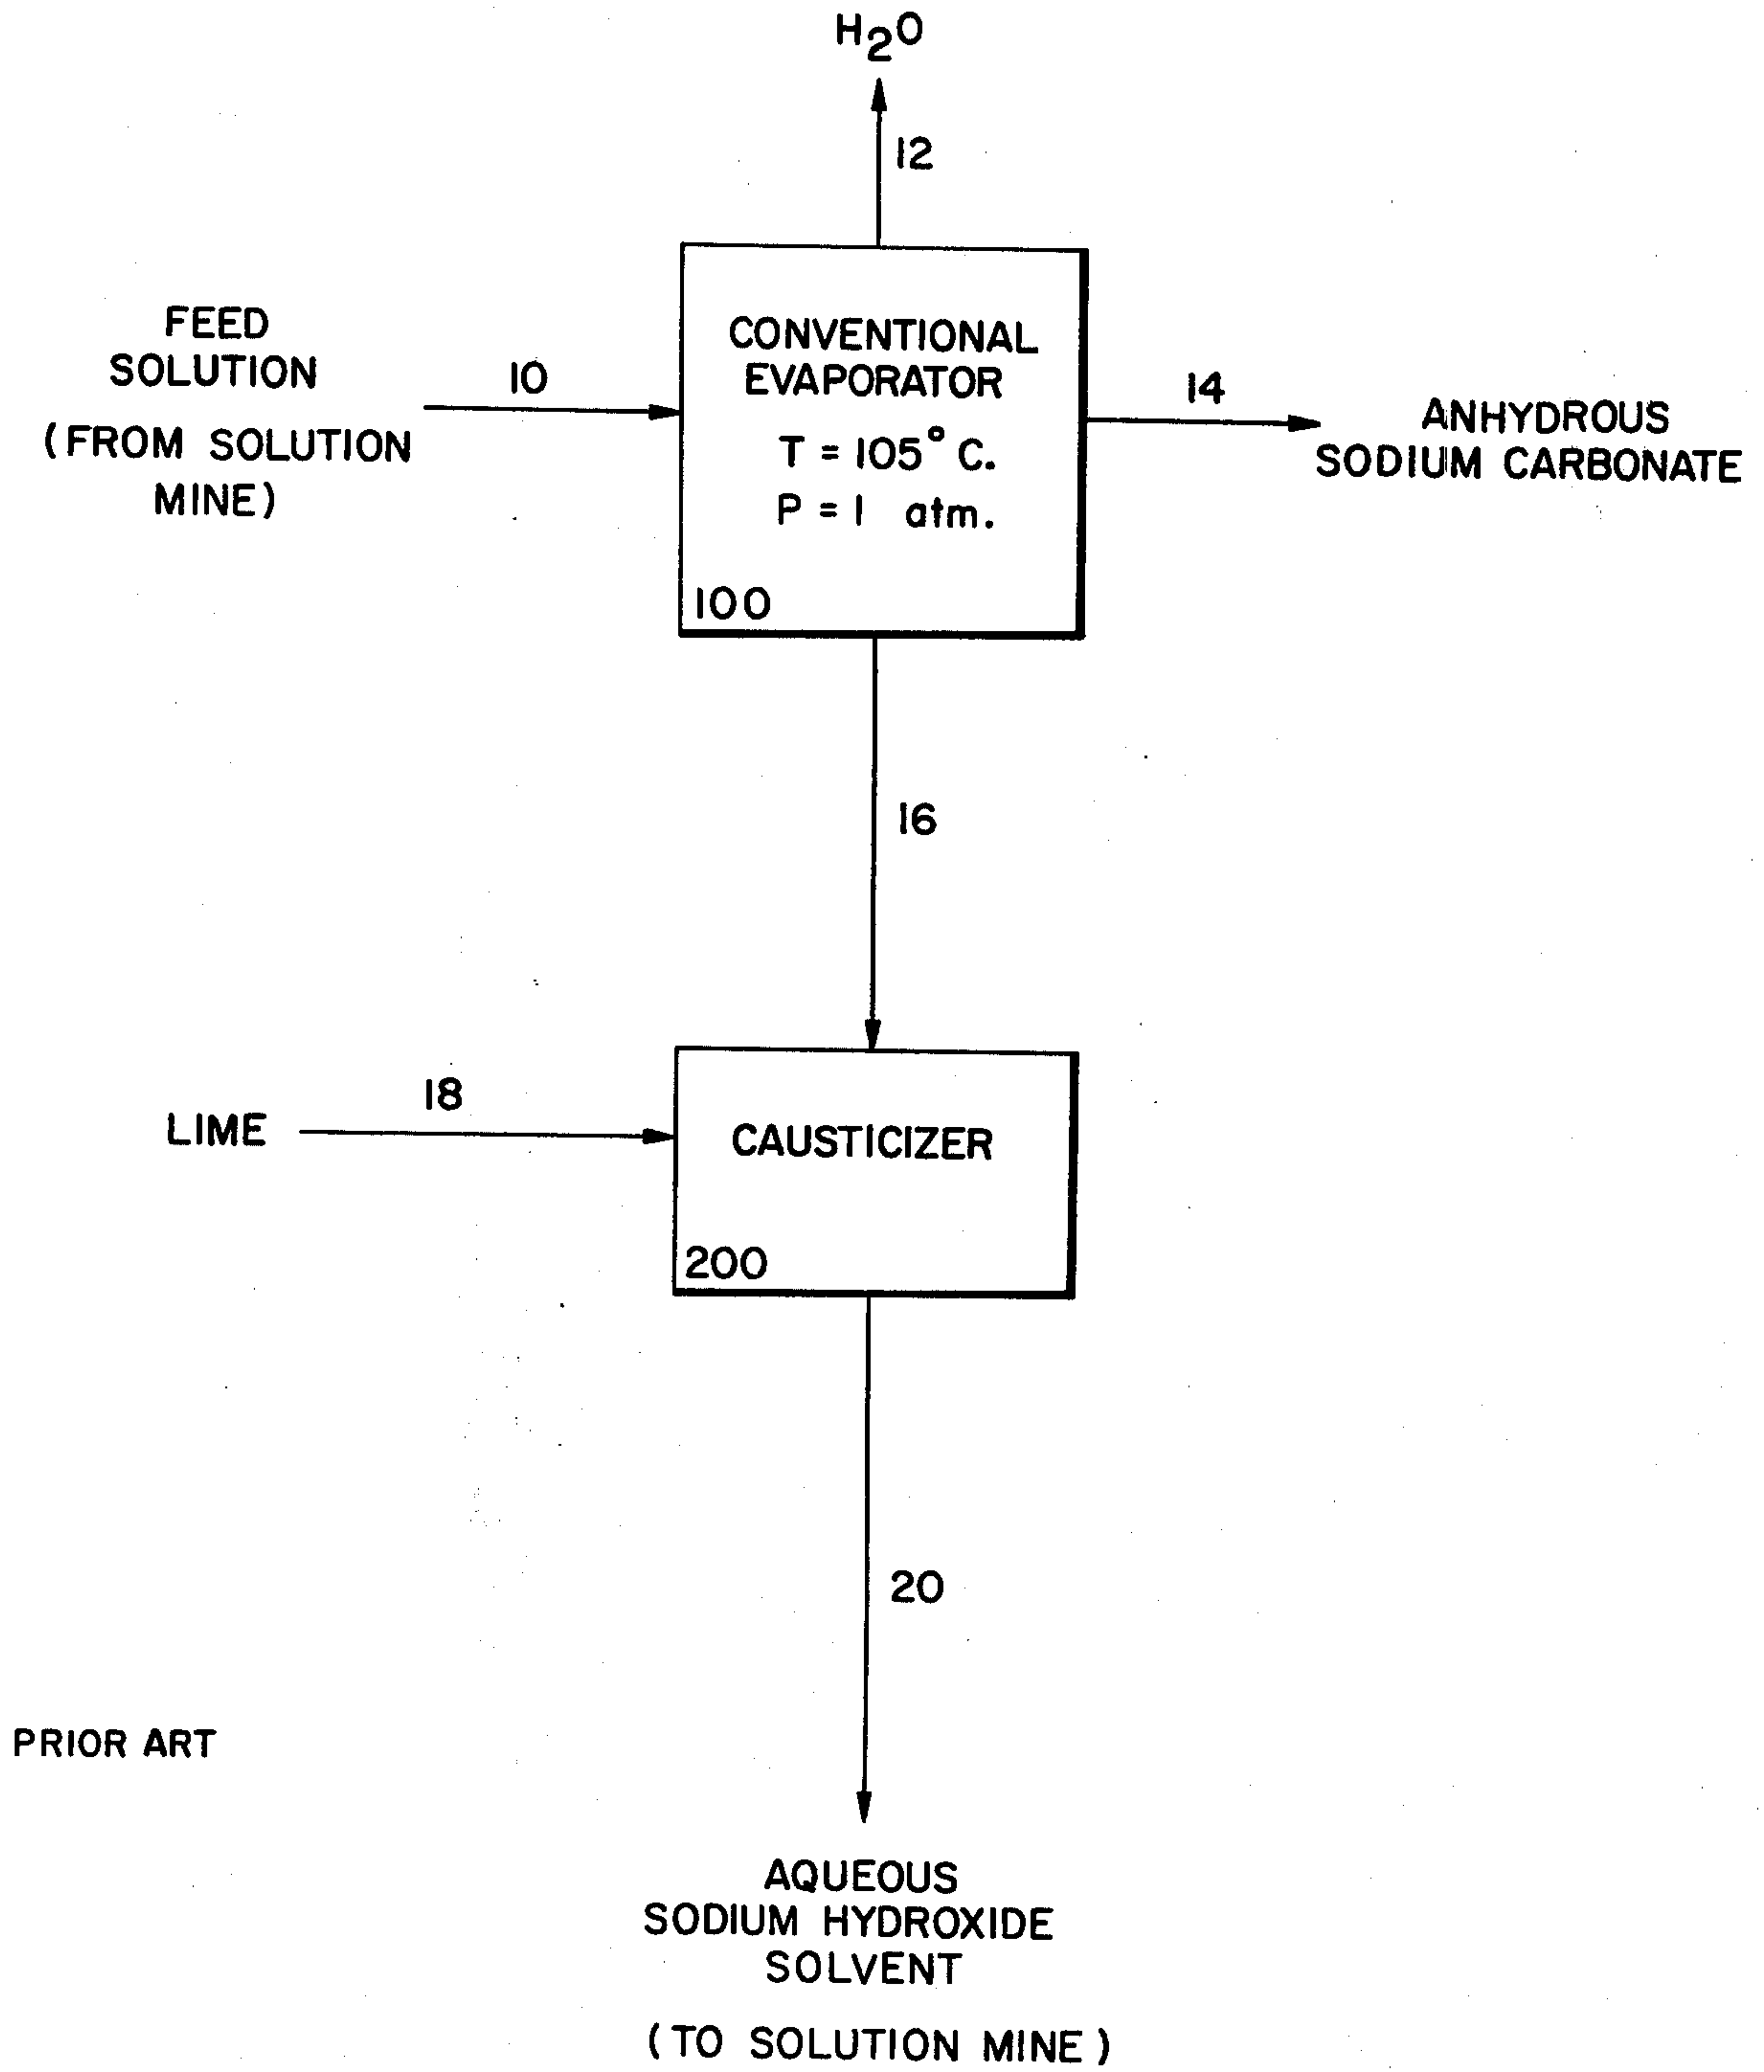 H2O
12
FEED
SOLUTION
(FROM SOLUTION
MINE)
10
CONVENTIONAL
EVAPORATOR
T = 105° C.
P = 1 atm.
100
14
ANHYDROUS
SODIUM CARBONATE
16
LIME
18
CAUSTICIZER
200
20
PRIOR ART
AQUEOUS
SODIUM HYDROXIDE
SOLVENT
(TO SOLUTION MINE)